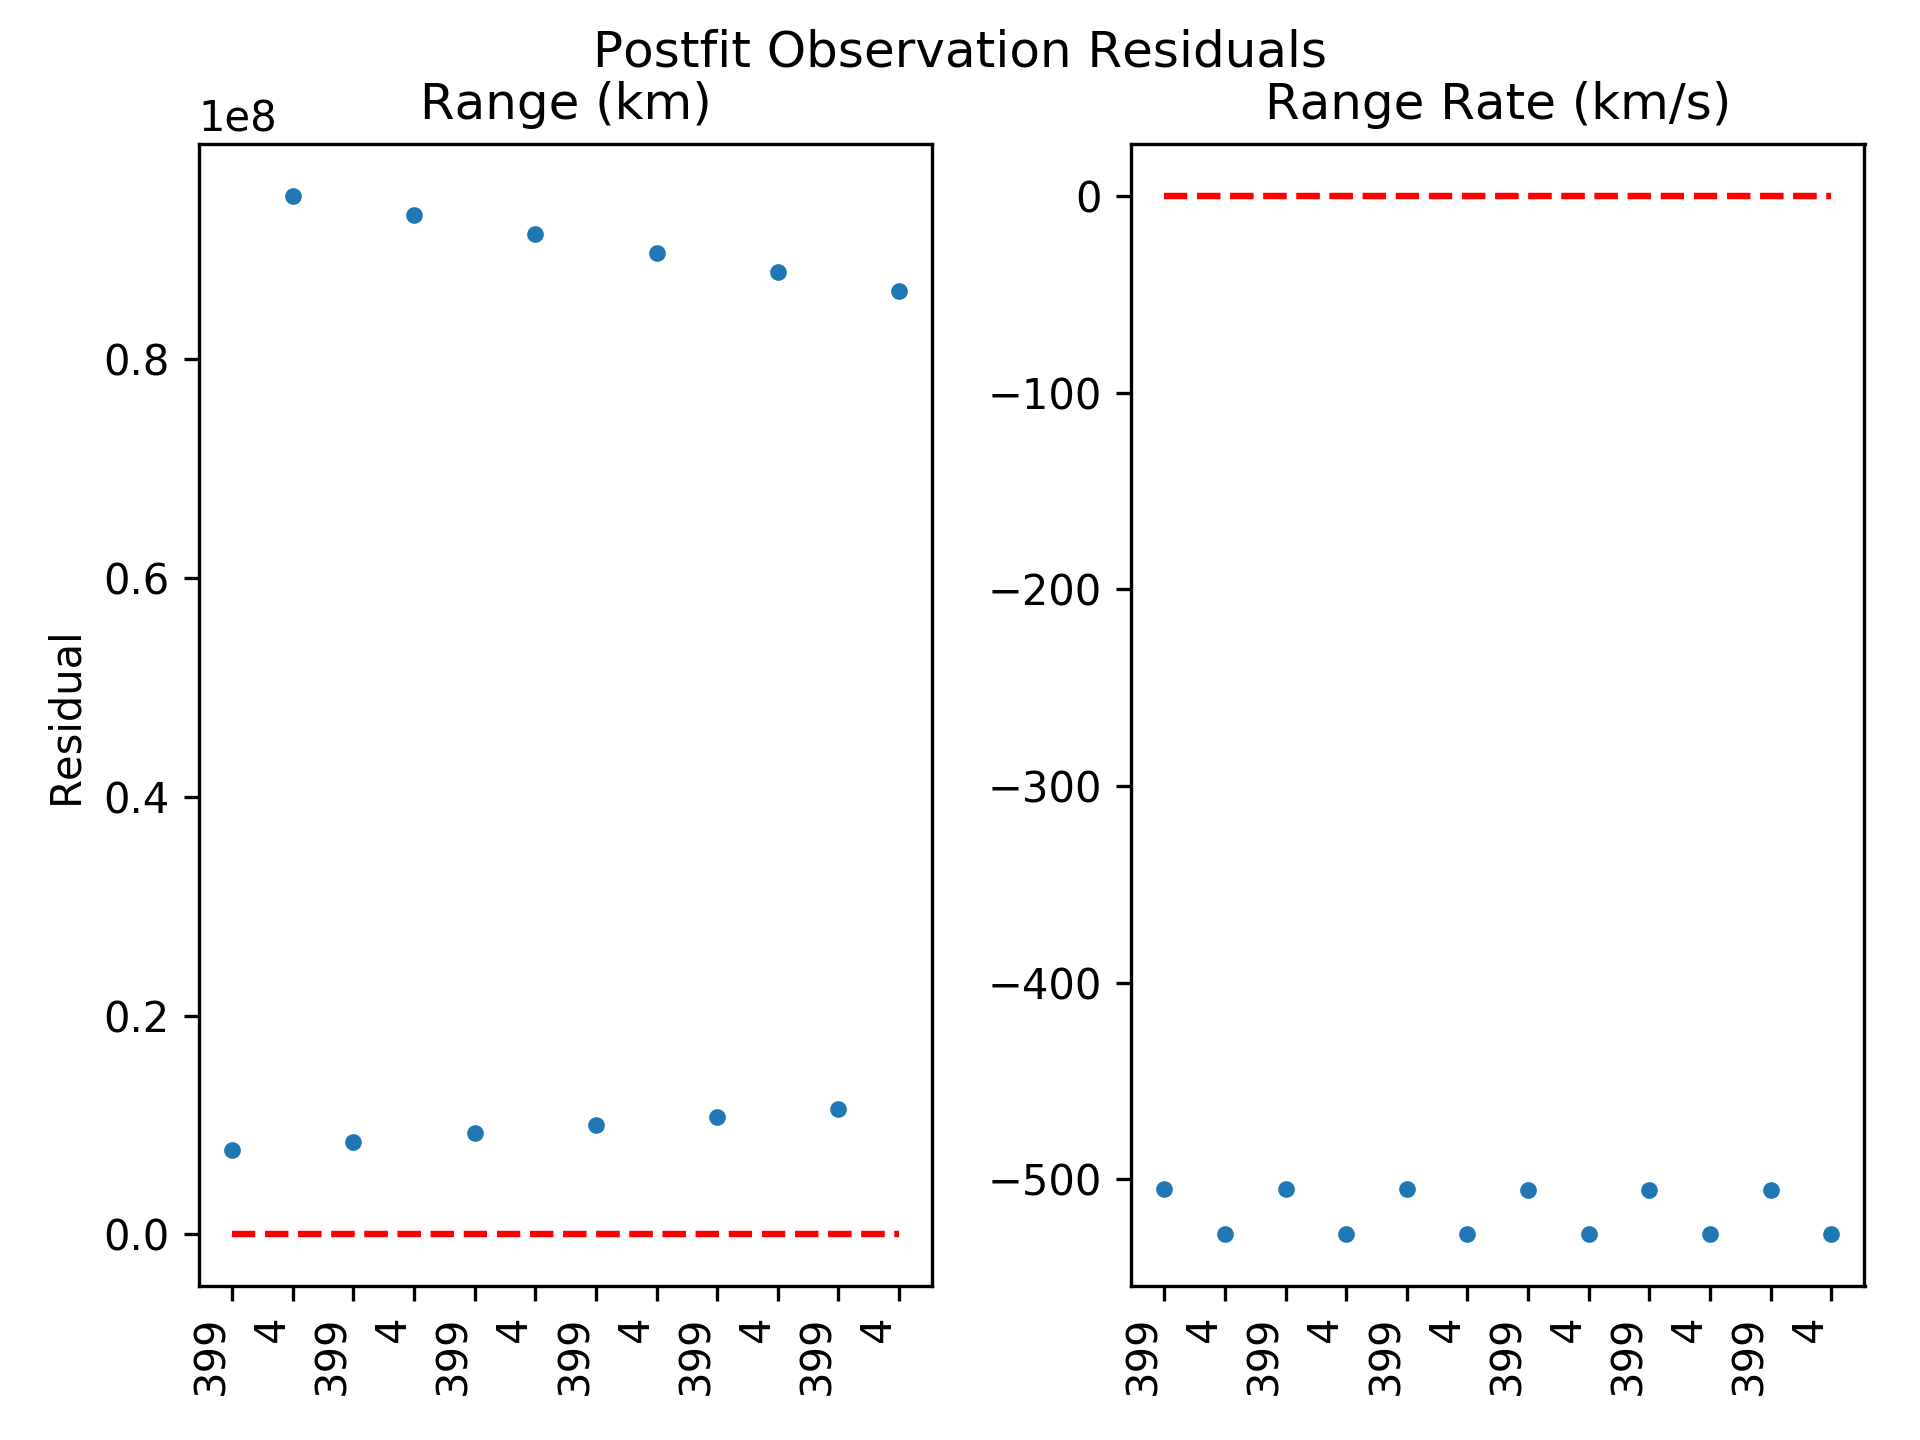 Postfit Observation Residuals
Range (km)
Range Rate (km/s)
1e8
0.8
0.6
0.4
0.2
0.0
Residual
399 4 399 4 399 4 399 4 399 4 399 4
0
−100
−200
−300
−400
−500
399 4 399 4 399 4 399 4 399 4 399 4